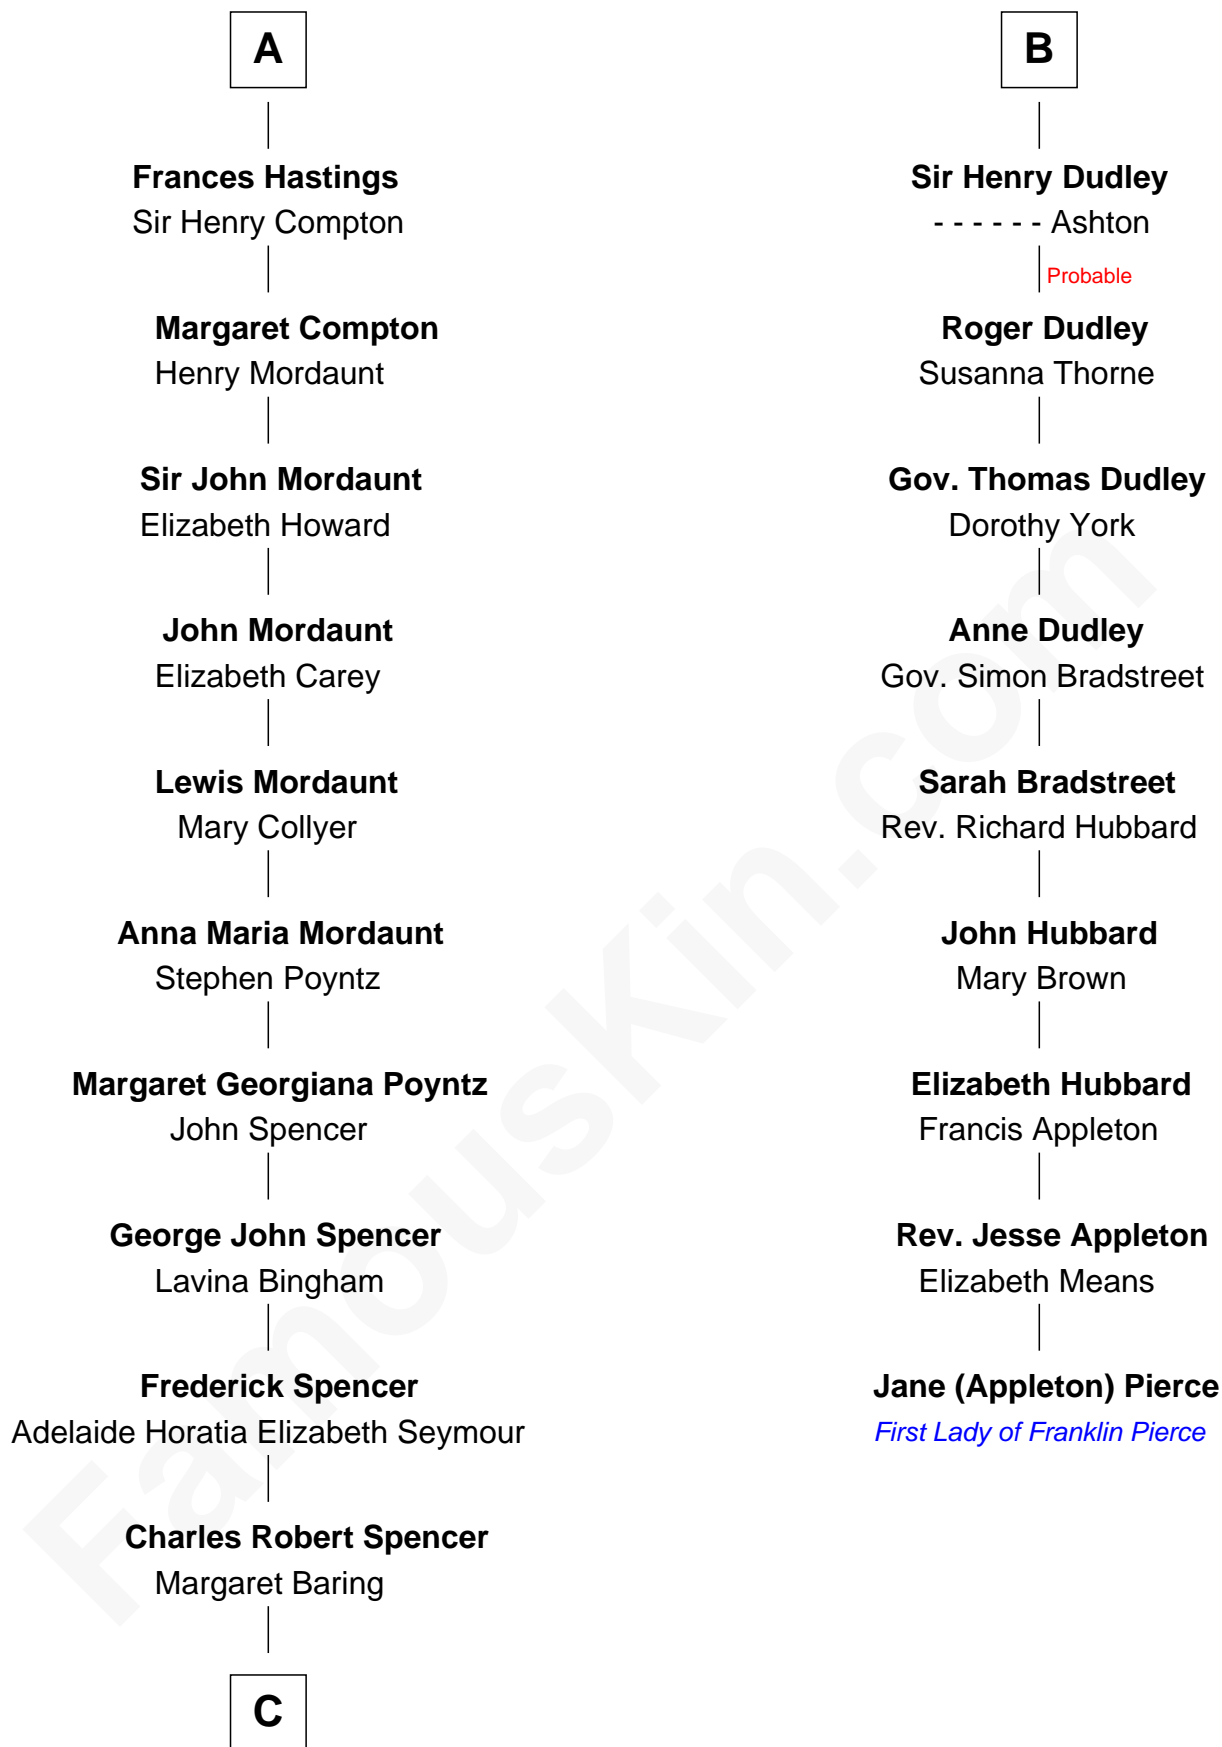 A
Frances Hastings
Sir Henry Compton
Margaret Compton
Henry Mordaunt
Sir John Mordaunt
Elizabeth Howard
John Mordaunt
Elizabeth Carey
Lewis Mordaunt
Mary Collyer
Anna Maria Mordaunt
Stephen Poyntz
Margaret Georgiana Poyntz
John Spencer
George John Spencer
Lavina Bingham
Frederick Spencer
Adelaide Horatia Elizabeth Seymour
Charles Robert Spencer
Margaret Baring
C
B
Sir Henry Dudley
- - - - - - Ashton
Probable
Roger Dudley
Susanna Thorne
Gov. Thomas Dudley
Dorothy York
Anne Dudley
Gov. Simon Bradstreet
Sarah Bradstreet
Rev. Richard Hubbard
John Hubbard
Mary Brown
Elizabeth Hubbard
Francis Appleton
Rev. Jesse Appleton
Elizabeth Means
Jane (Appleton) Pierce
First Lady of Franklin Pierce
FamousKin.com